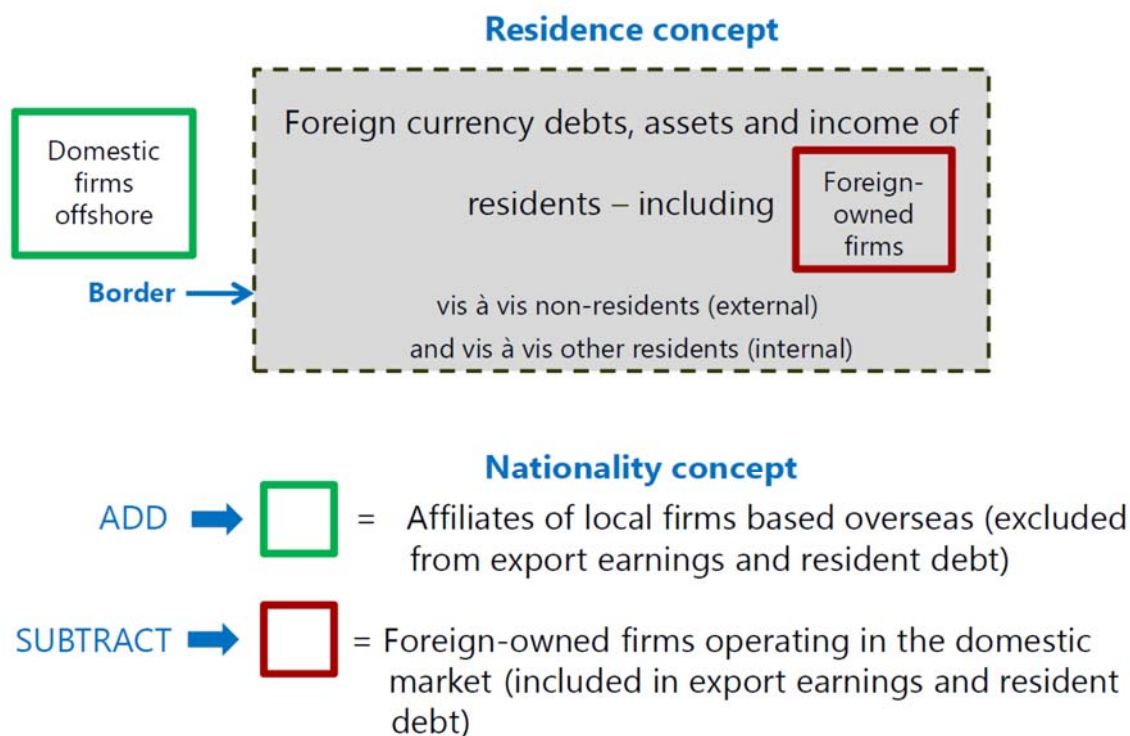 Residence concept
Domestic
firms
offshore
Border
Foreign currency debts, assets and income of
residents – including
Foreign-
owned
firms
vis à vis non-residents (external)
and vis à vis other residents (internal)
Nationality concept
ADD
= Affiliates of local firms based overseas (excluded
from export earnings and resident debt)
SUBTRACT
= Foreign-owned firms operating in the domestic
market (included in export earnings and resident
debt)